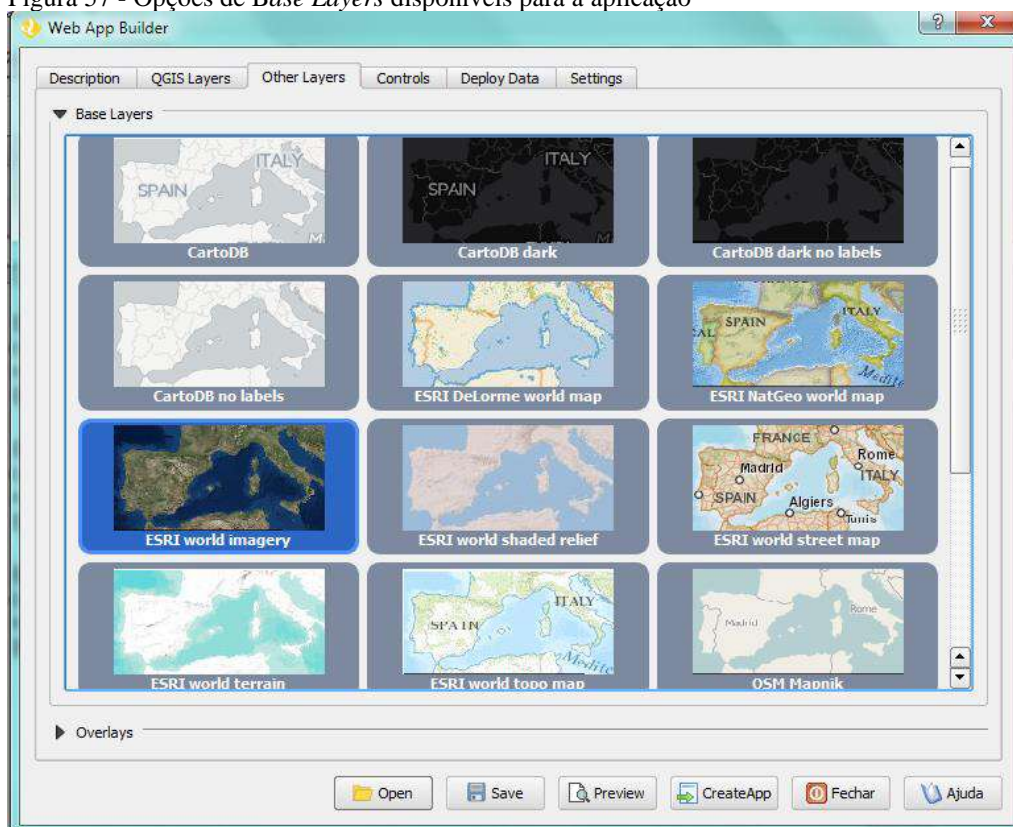 Figura 57 - Opções de Base Layers disponíveis para a aplicação
Web App Builder
Description QGIS Layers Other Layers Controls Deploy Data Settings
Base Layers
SPAIN ITALY
CartoDB
SPAIN ITALY
CartoDB dark
CartoDB dark no labels
CartoDB no labels
ESRI DeLorme world map
SPAIN ITALY
ESRI NatGeo world map
ESRI world imagery
ESRI world shaded relief
FRANCE
Rome
Madrid
ITALY
SPAIN
Algiers
Tunis
ESRI world street map
ESRI world terrain
ITALY
SPAIN
Medite
ESRI world topo map
Rome
Madrid
OSM Mapnik
Overlays
Open Save Preview CreateApp Fechar Ajuda